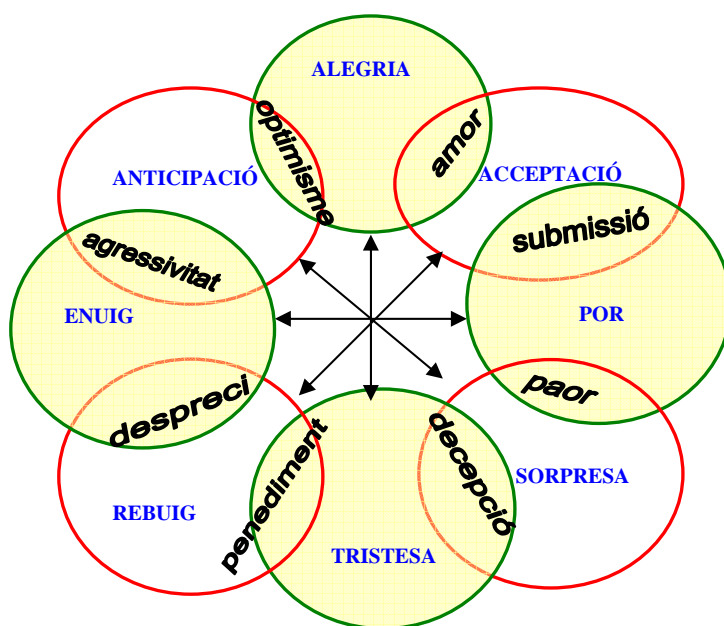 ALEGRIA
optimisme
amor
ANTICIPACIÓ
ACCEPTACIÓ
agressivitat
submissió
ENUIG
POR
despreci
paor
penediment
decepció
REBUIG
SORPRESA
TRISTESA